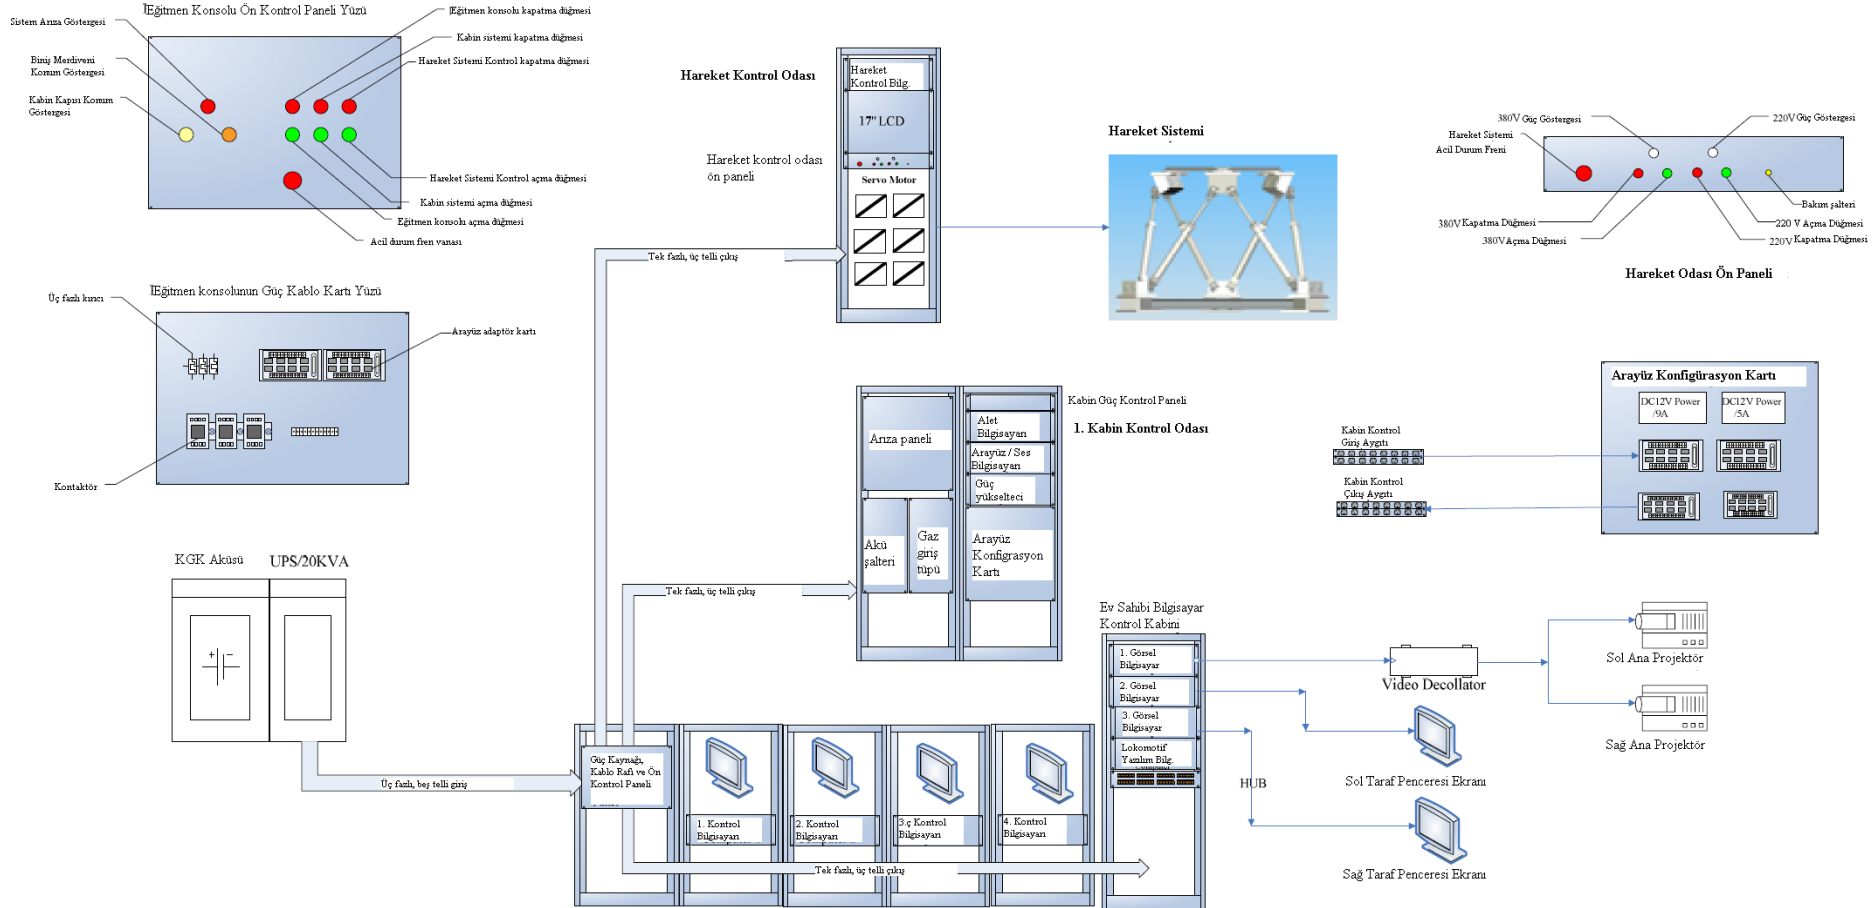 İEğitmen Konsolu Ön Kontrol Paneli Yüzü
Sistem Arıza Göstergesi
Biniş Merdiveni
Konum Göstergesi
Kabin Kapısı Konum
Göstergesi
İEğitmen konsolu kapatma düğmesi
Kabin sistemi kapatma düğmesi
Hareket Sistemi Kontrol kapatma düğmesi
Hareket Sistemi Kontrol açma düğmesi
Kabin sistemi açma düğmesi
Eğitmen konsolu açma düğmesi
Acil durum fren vanası
İEğitmen konsolunun Güç Kablo Kartı Yüzü
Üç fazlı kırıcı
Arayüz adaptör kartı
Kontaktör
KGK Aküsü
UPS/20KVA
Üç fazlı, beş telli giriş
Hareket Kontrol Odası
Hareket
Kontrol Bilg.
17" LCD
Hareket kontrol odası
ön paneli
Servo Motor
Tek fazlı, üç telli çıkış
Hareket Sistemi
380V Güç Göstergesi
220V Güç Göstergesi
Hareket Sistemi
Acil Durum Freni
Bakım şalteri
380V Kapatma Düğmesi
220 V Açma Düğmesi
380V Açma Düğmesi
220V Kapatma Düğmesi
Hareket Odası Ön Paneli
Kabin Güç Kontrol Paneli
1. Kabin Kontrol Odası
Arıza paneli
Alet
Bilgisayarı
Arayüz / Ses
Bilgisayarı
Güç
yükselteci
Akü
şalteri
Gaz
giriş
tüpü
Arayüz
Konfigrasyon
Kartı
Tek fazlı, üç telli çıkış
Arayüz Konfigürasyon Kartı
DC12V Power
/9A
DC12V Power
/5A
Kabin Kontrol
Giriş Aygıtı
Kabin Kontrol
Çıkış Aygıtı
Ev Sahibi Bilgisayar
Kontrol Kabini
1. Görsel
Bilgisayar
2. Görsel
Bilgisayar
3. Görsel
Bilgisayar
Lokomotif
Yazılım Bilg.
HUB
Video Decollator
Sol Ana Projektör
Sağ Ana Projektör
Sol Taraf Penceresi Ekranı
Sağ Taraf Penceresi Ekranı
Güç Kaynağı,
Kablo Rafı ve Ön
Kontrol Paneli
1. Kontrol
Bilgisayarı
2. Kontrol
Bilgisayarı
3.ç Kontrol
Bilgisayarı
4. Kontrol
Bilgisayarı
Tek fazlı, üç telli çıkış